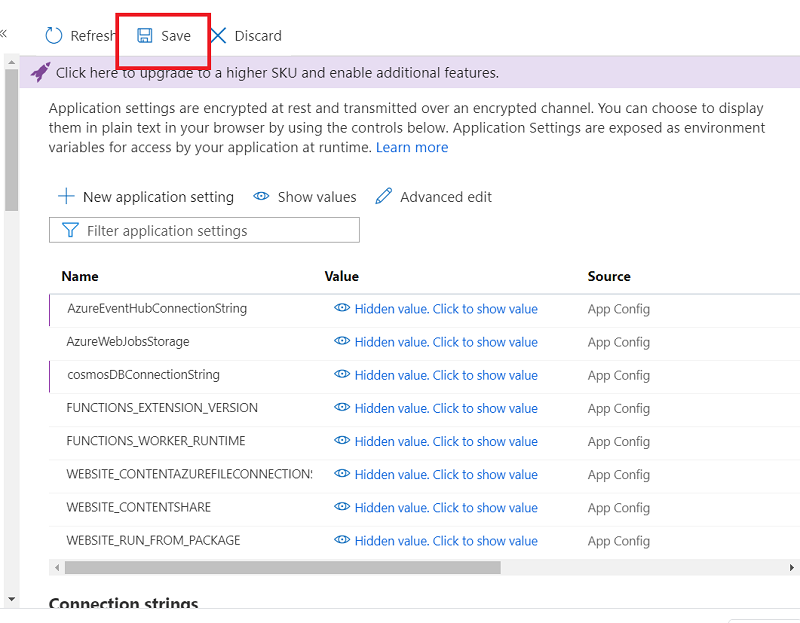 Refresh Save Discard
Click here to upgrade to a higher SKU and enable additional features.
Application settings are encrypted at rest and transmitted over an encrypted channel. You can choose to display
them in plain text in your browser by using the controls below. Application Settings are exposed as environment
variables for access by your application at runtime. Learn more
New application setting Show values Advanced edit
Filter application settings
Name Value Source
AzureEventHubConnectionString Hidden value. Click to show value App Config
AzureWebJobsStorage Hidden value. Click to show value App Config
cosmosDBConnectionString Hidden value. Click to show value App Config
FUNCTIONS_EXTENSION_VERSION Hidden value. Click to show value App Config
FUNCTIONS_WORKER_RUNTIME Hidden value. Click to show value App Config
WEBSITE_CONTENTAZUREFILECONNECTIONS Hidden value. Click to show value App Config
WEBSITE_CONTENTSHARE Hidden value. Click to show value App Config
WEBSITE_RUN_FROM_PACKAGE Hidden value. Click to show value App Config
Connection strings